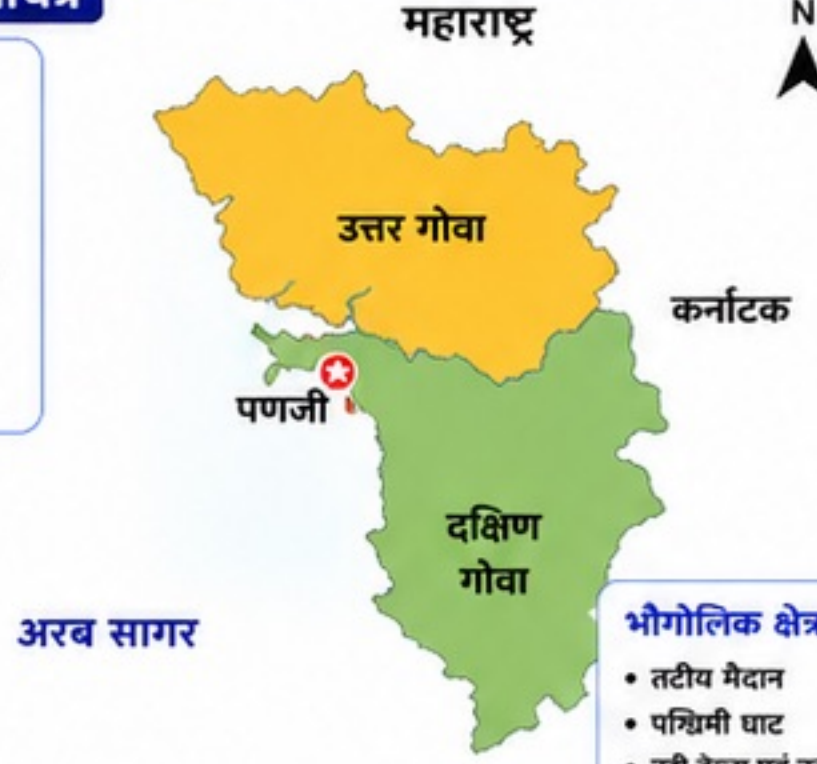 महाराष्ट्र
N
उत्तर गोवा
कर्नाटक
पणजी
दक्षिण
गोवा
अरब सागर
भौगोलिक क्षेत्र
• तटीय मैदान
• पश्चिमी घाट